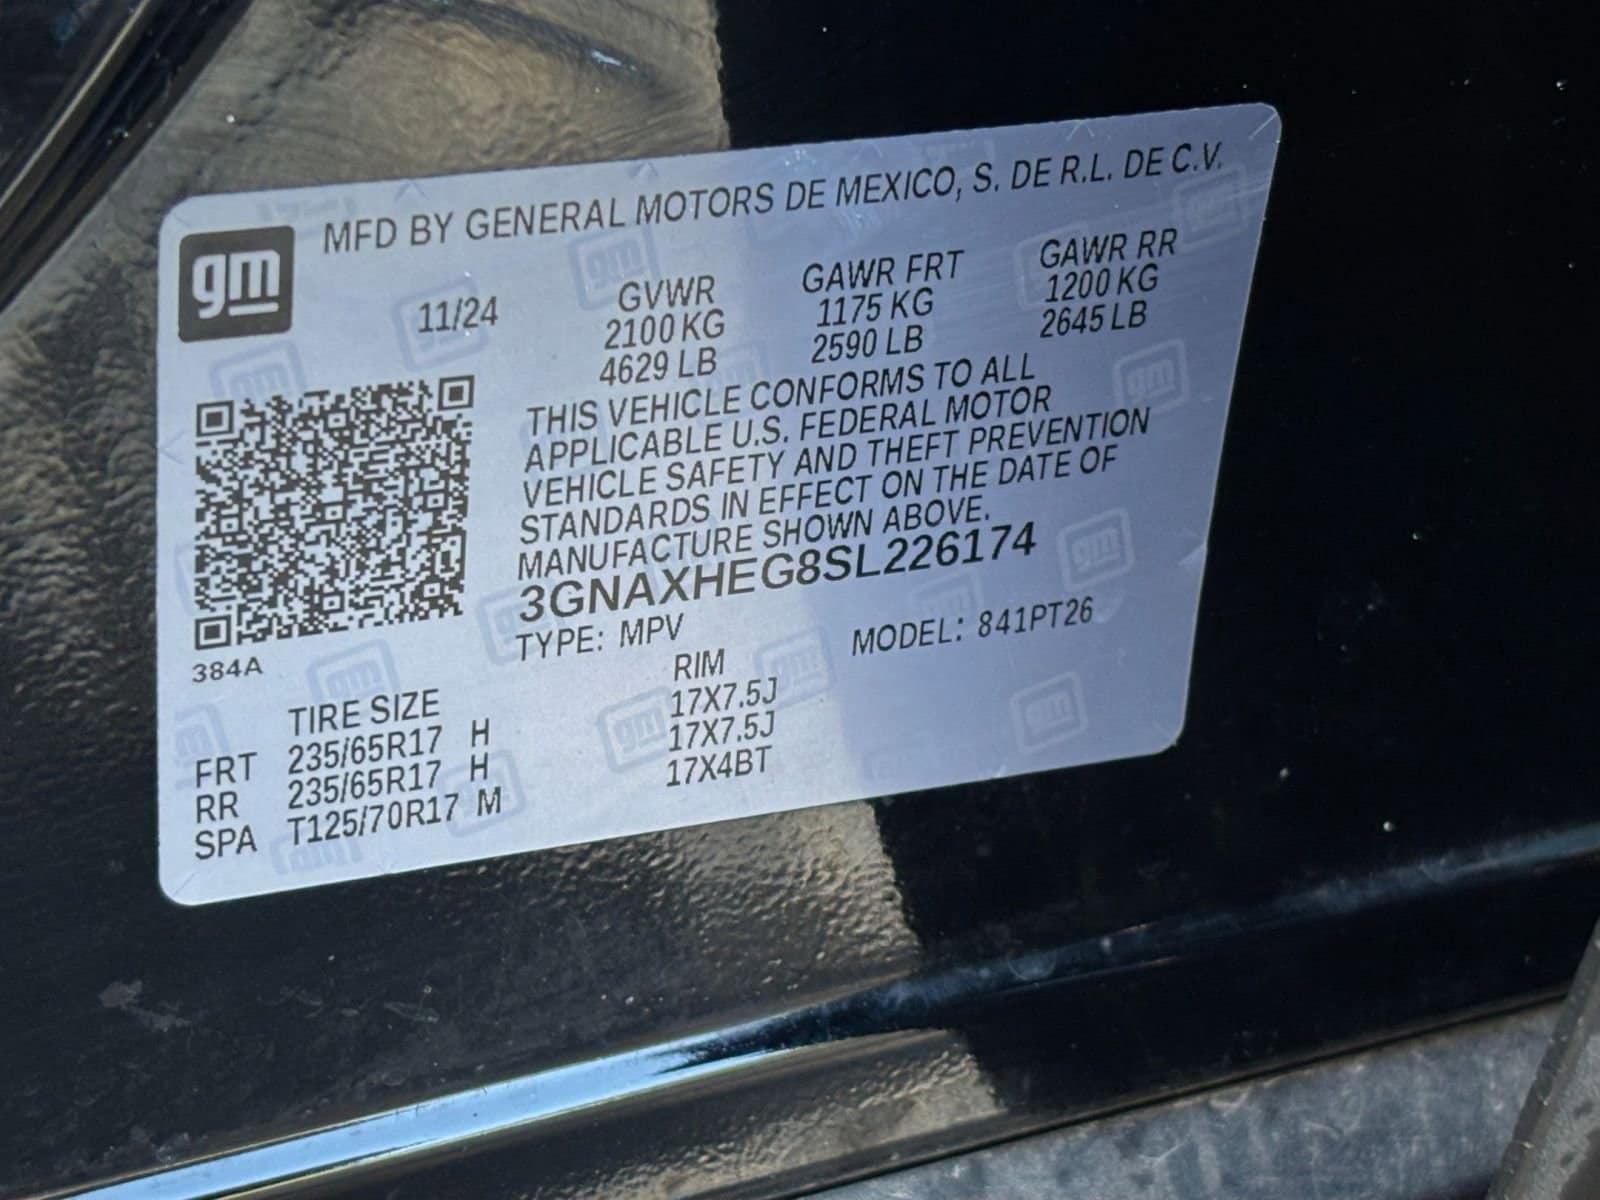 MFD BY GENERAL MOTORS DE MEXICO, S. DE R.L. DE C.V.
gm
11/24
GVWR GAWR FRT GAWR RR
2100 KG 1175 KG 1200 KG
4629 LB 2590 LB 2645 LB
THIS VEHICLE CONFORMS TO ALL
APPLICABLE U.S. FEDERAL MOTOR
VEHICLE SAFETY AND THEFT PREVENTION
STANDARDS IN EFFECT ON THE DATE OF
MANUFACTURE SHOWN ABOVE.
3GNAXHEG8SL226174
TYPE: MPV MODEL: 841PT26
384A
TIRE SIZE RIM
FRT 235/65R17 H 17X7.5J
RR 235/65R17 H 17X7.5J
SPA T125/70R17 M 17X4BT